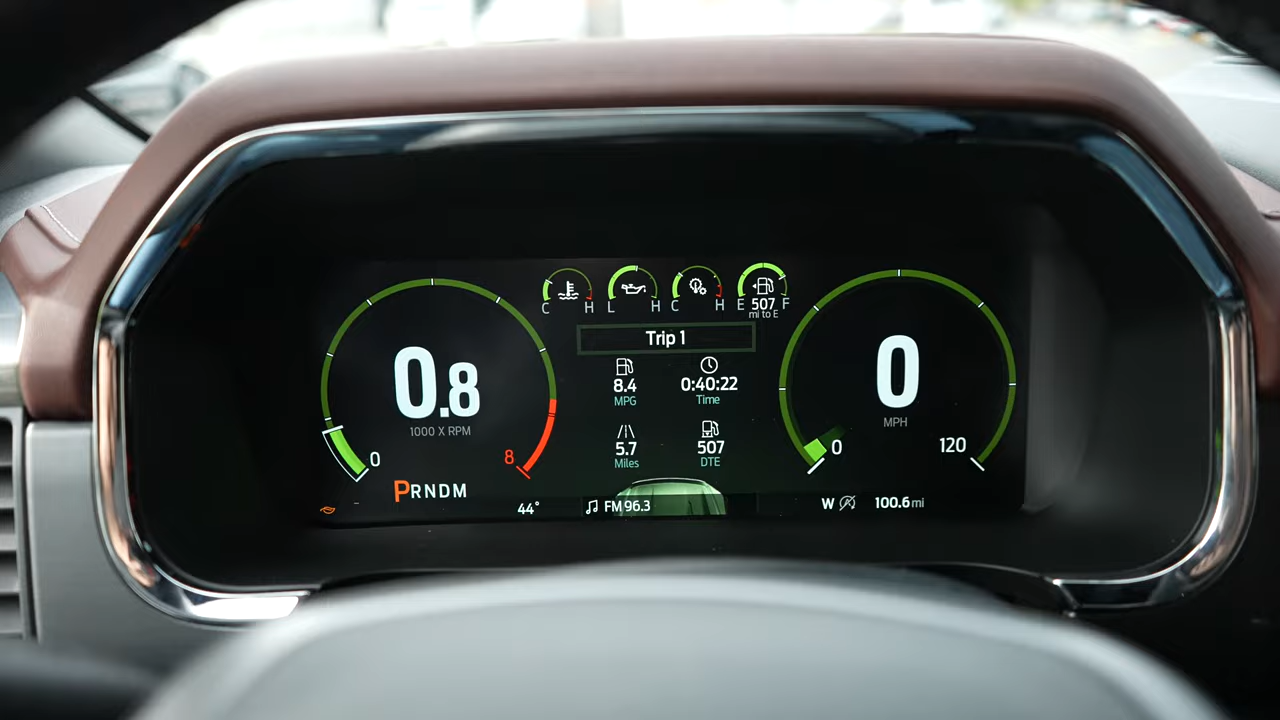 C H
L H
C H
E 507 F
mi to E
Trip 1
8.4
MPG
0:40:22
Time
5.7
Miles
507
DTE
0.8
1000 X RPM
0
8
PRNDM
0
MPH
0
120
44°
FM 96.3
W
100.6 mi